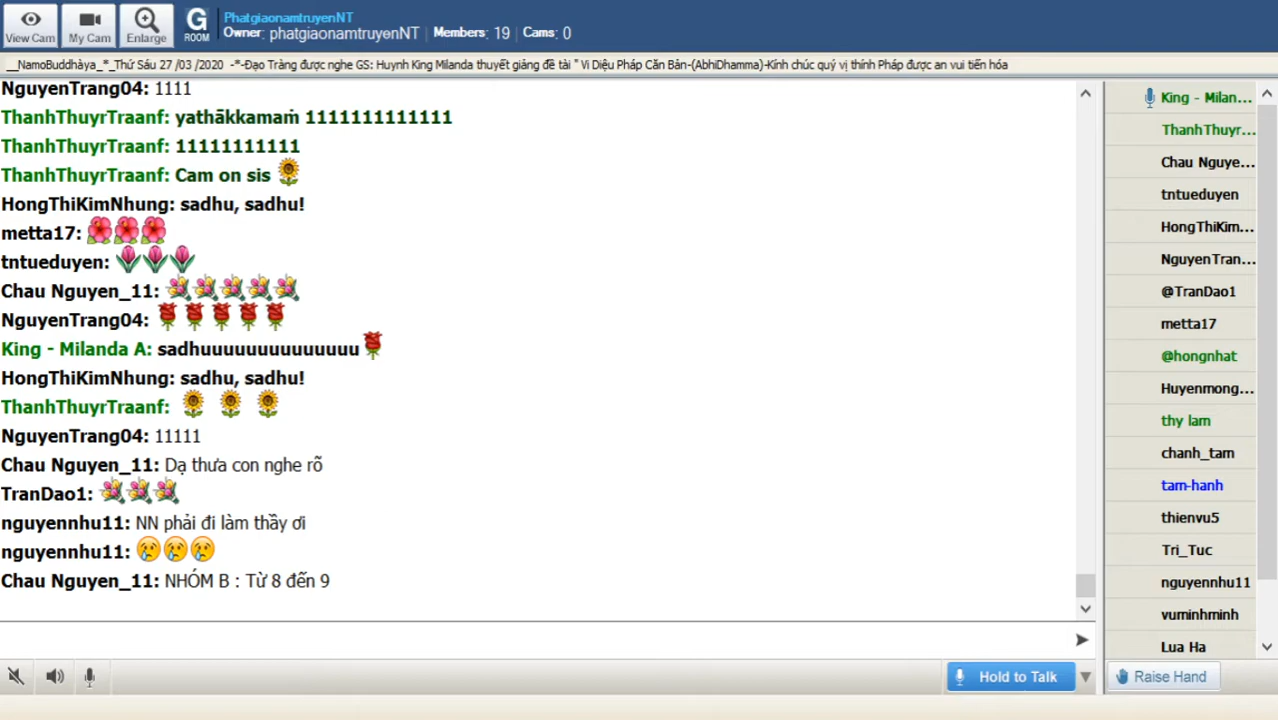 View Cam
My Cam
Enlarge
G
ROOM
PhatgiaonamtruyenNT
Owner: phatgiaonamtruyenNT | Members: 19 | Cams: 0
__NamoBuddhàya_*_Thứ Sáu 27 /03 /2020 -*-Đạo Tràng được nghe GS: Huynh King Milanda thuyết giảng đề tài " Vi Diệu Pháp Căn Bản-(AbhiDhamma)-Kính chúc quý vị thính Pháp được an vui tiến hóa
NguyenTrang04: 1111
ThanhThuyrTraanf: yathākkamaṁ 1111111111111
ThanhThuyrTraanf: 11111111111
ThanhThuyrTraanf: Cam on sis
HongThiKimNhung: sadhu, sadhu!
metta17:
tntueduyen:
Chau Nguyen_11:
NguyenTrang04:
King - Milanda A: sadhuuuuuuuuuuuuuuu
HongThiKimNhung: sadhu, sadhu!
ThanhThuyrTraanf:
NguyenTrang04: 11111
Chau Nguyen_11: Dạ thưa con nghe rõ
TranDao1:
nguyennhu11: NN phải đi làm thầy ơi
nguyennhu11:
Chau Nguyen_11: NHÓM B : Từ 8 đến 9
King - Milan...
ThanhThuyr...
Chau Nguye...
tntueduyen
HongThiKim...
NguyenTran...
@TranDao1
metta17
@hongnhat
Huyenmong...
thy lam
chanh_tam
tam-hanh
thienvu5
Tri_Tuc
nguyennhu11
vuminhminh
Lua Ha
Hold to Talk
Raise Hand